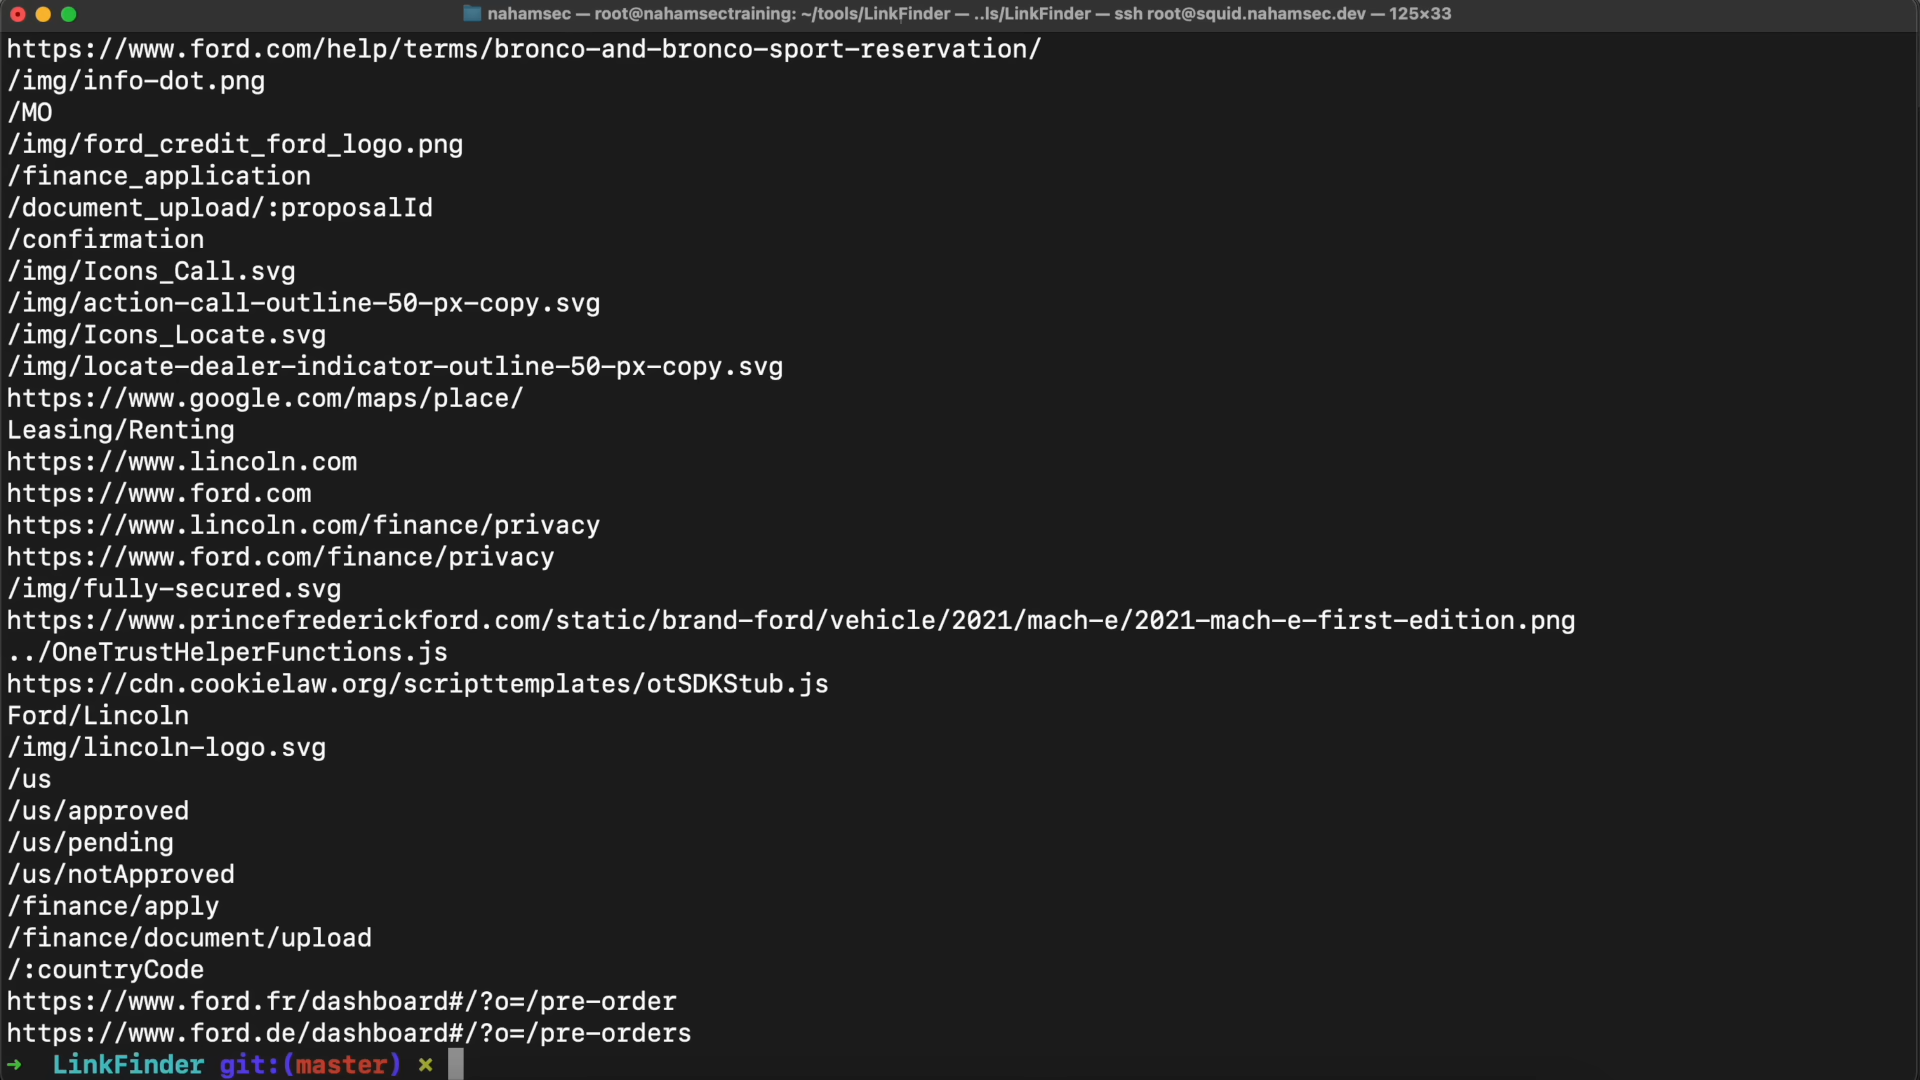 nahamsec — root@nahamsectraining: ~/tools/LinkFinder — ..ls/LinkFinder — ssh root@squid.nahamsec.dev — 125×33
https://www.ford.com/help/terms/bronco-and-bronco-sport-reservation/
/img/info-dot.png
/MO
/img/ford_credit_ford_logo.png
/finance_application
/document_upload/:proposalId
/confirmation
/img/Icons_Call.svg
/img/action-call-outline-50-px-copy.svg
/img/Icons_Locate.svg
/img/locate-dealer-indicator-outline-50-px-copy.svg
https://www.google.com/maps/place/
Leasing/Renting
https://www.lincoln.com
https://www.ford.com
https://www.lincoln.com/finance/privacy
https://www.ford.com/finance/privacy
/img/fully-secured.svg
https://www.princefrederickford.com/static/brand-ford/vehicle/2021/mach-e/2021-mach-e-first-edition.png
../OneTrustHelperFunctions.js
https://cdn.cookielaw.org/scripttemplates/otSDKStub.js
Ford/Lincoln
/img/lincoln-logo.svg
/us
/us/approved
/us/pending
/us/notApproved
/finance/apply
/finance/document/upload
/:countryCode
https://www.ford.fr/dashboard#/?o=/pre-order
https://www.ford.de/dashboard#/?o=/pre-orders
→ LinkFinder git:(master) ×